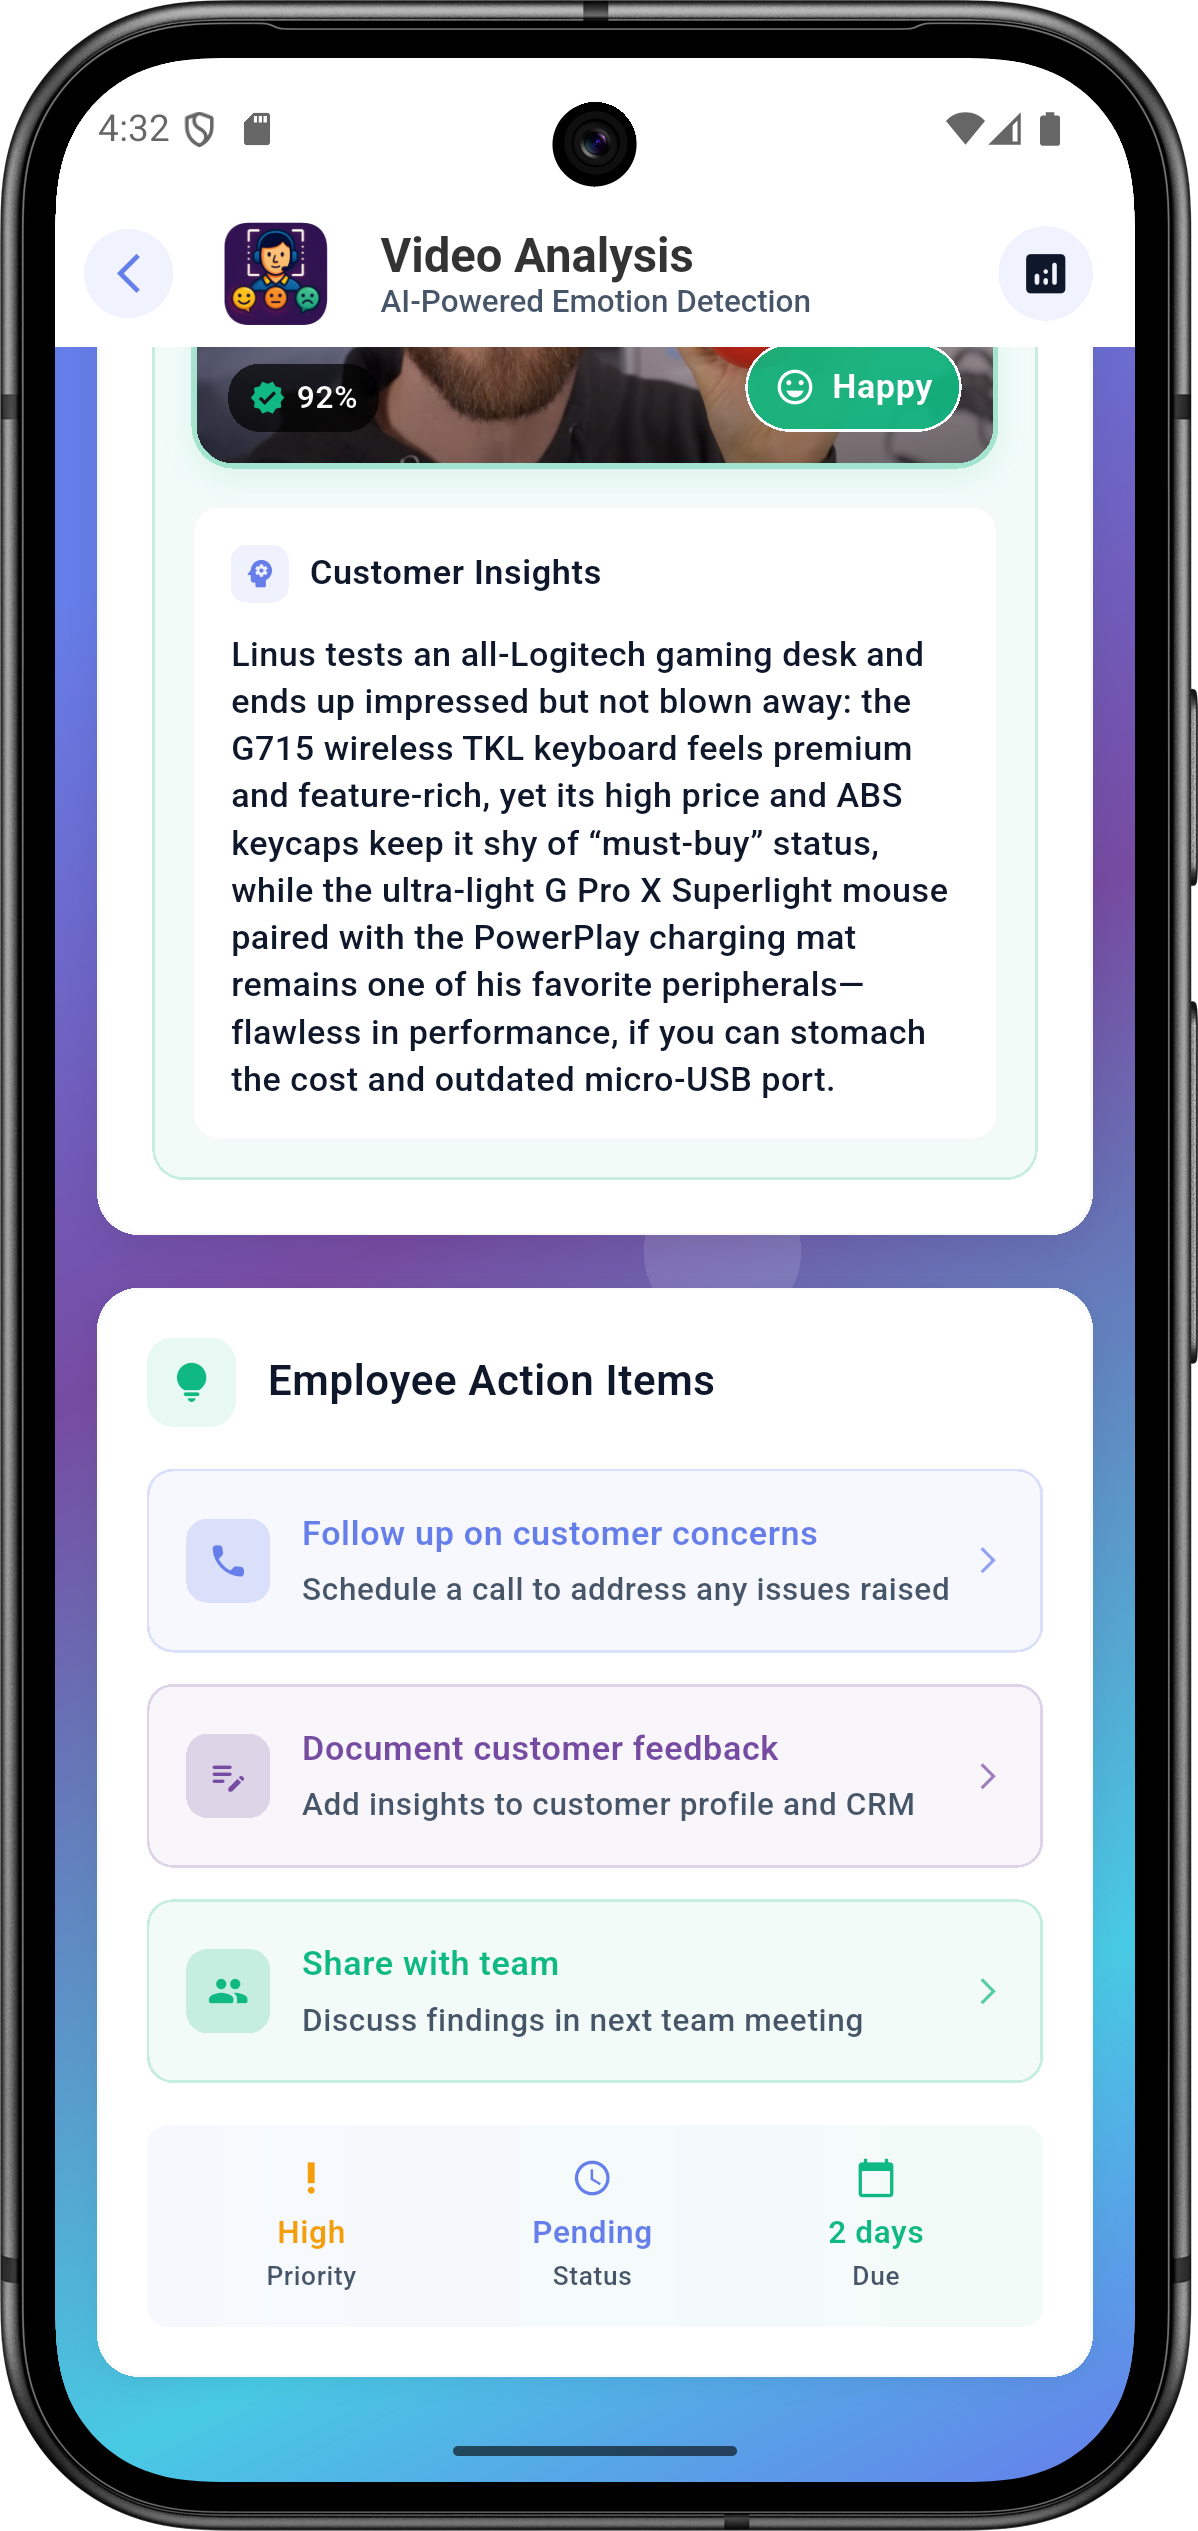 4:32
Video Analysis
AI-Powered Emotion Detection
92%
Happy
Customer Insights
Linus tests an all-Logitech gaming desk and
ends up impressed but not blown away: the
G715 wireless TKL keyboard feels premium
and feature-rich, yet its high price and ABS
keycaps keep it shy of “must-buy” status,
while the ultra-light G Pro X Superlight mouse
paired with the PowerPlay charging mat
remains one of his favorite peripherals—
flawless in performance, if you can stomach
the cost and outdated micro-USB port.
Employee Action Items
Follow up on customer concerns
Schedule a call to address any issues raised
Document customer feedback
Add insights to customer profile and CRM
Share with team
Discuss findings in next team meeting
High
Priority
Pending
Status
2 days
Due